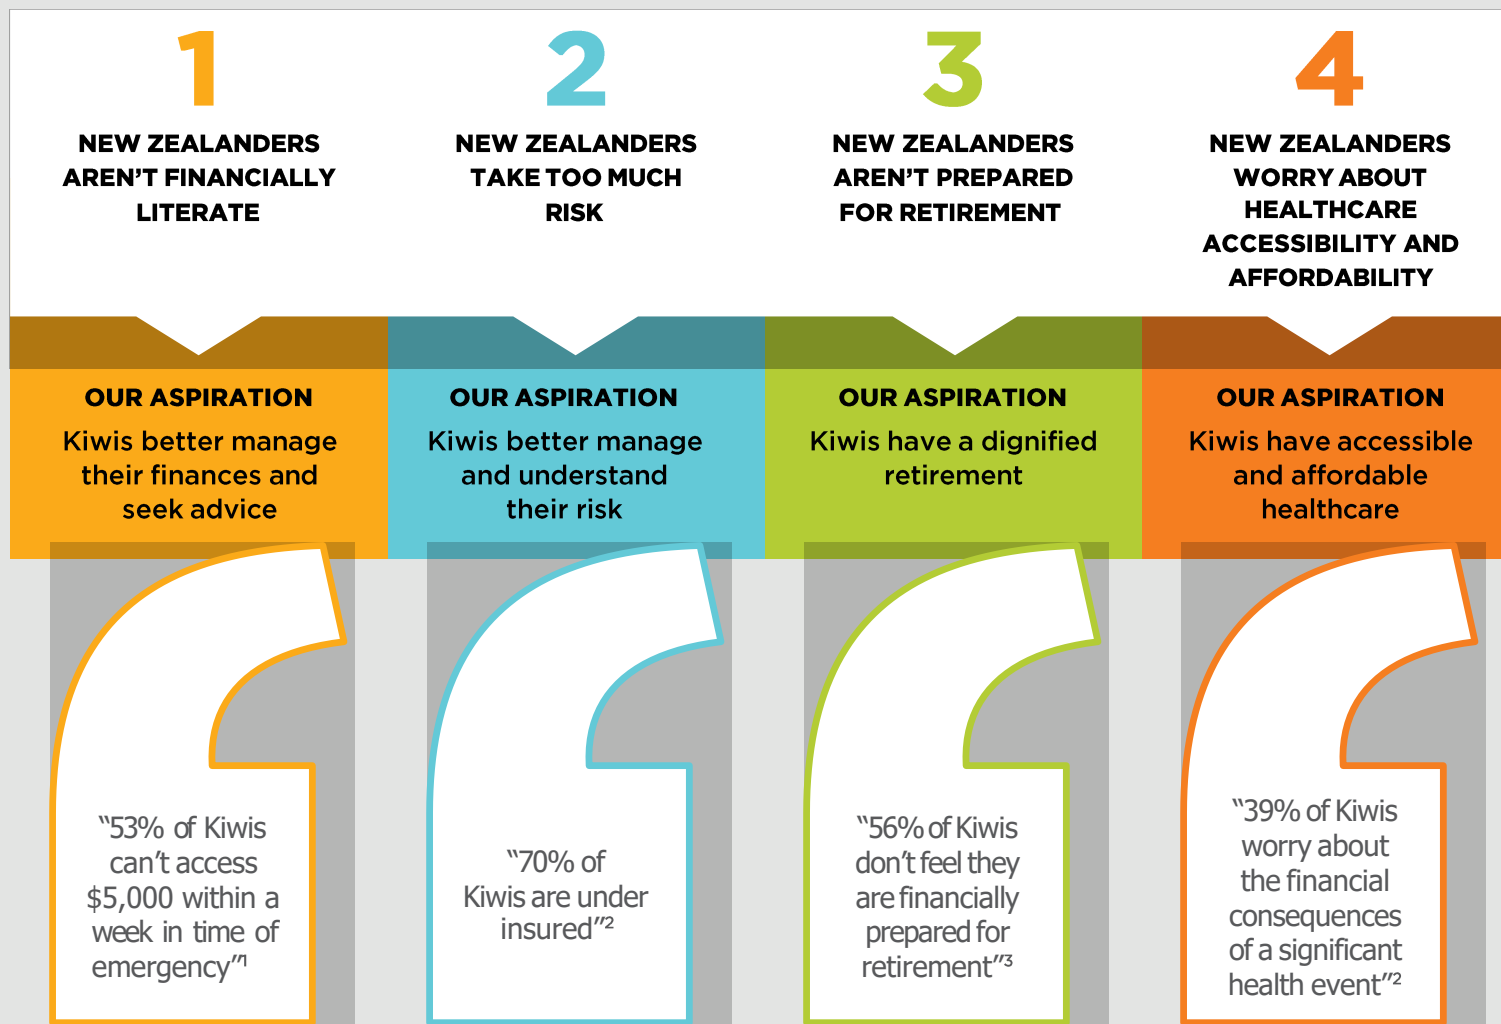 1
NEW ZEALANDERS
AREN'T FINANCIALLY
LITERATE
2
NEW ZEALANDERS
TAKE TOO MUCH
RISK
3
NEW ZEALANDERS
AREN'T PREPARED
FOR RETIREMENT
4
NEW ZEALANDERS
WORRY ABOUT
HEALTHCARE
ACCESSIBILITY AND
AFFORDABILITY
OUR ASPIRATION
Kiwis better manage
their finances and
seek advice
OUR ASPIRATION
Kiwis better manage
and understand
their risk
OUR ASPIRATION
Kiwis have a dignified
retirement
OUR ASPIRATION
Kiwis have accessible
and affordable
healthcare
“53% of Kiwis
can't access
$5,000 within a
week in time of
emergency”¹
“70% of
Kiwis are under
insured”²
“56% of Kiwis
don't feel they
are financially
prepared for
retirement”³
“39% of Kiwis
worry about
the financial
consequences
of a significant
health event”²